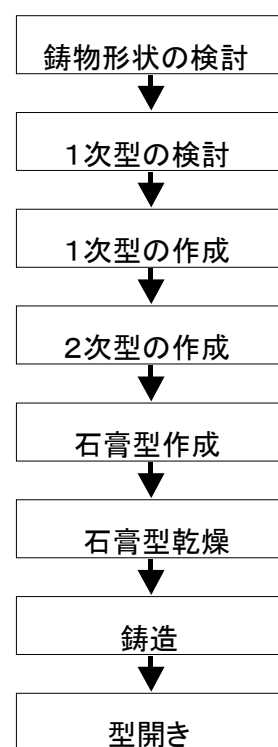 鋳物形状の検討
１次型の検討
１次型の作成
２次型の作成
石膏型作成
石膏型乾燥
鋳造
型開き